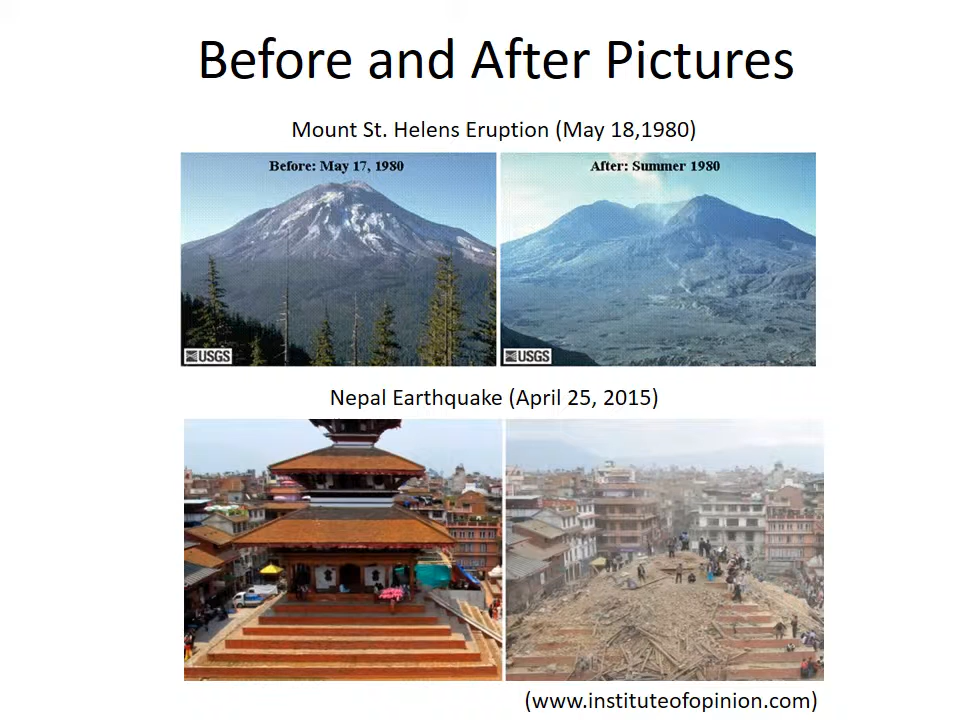 Before and After Pictures
Mount St. Helens Eruption (May 18,1980)
Before: May 17, 1980
After: Summer 1980
USGS
USGS
Nepal Earthquake (April 25, 2015)
(www.instituteofopinion.com)